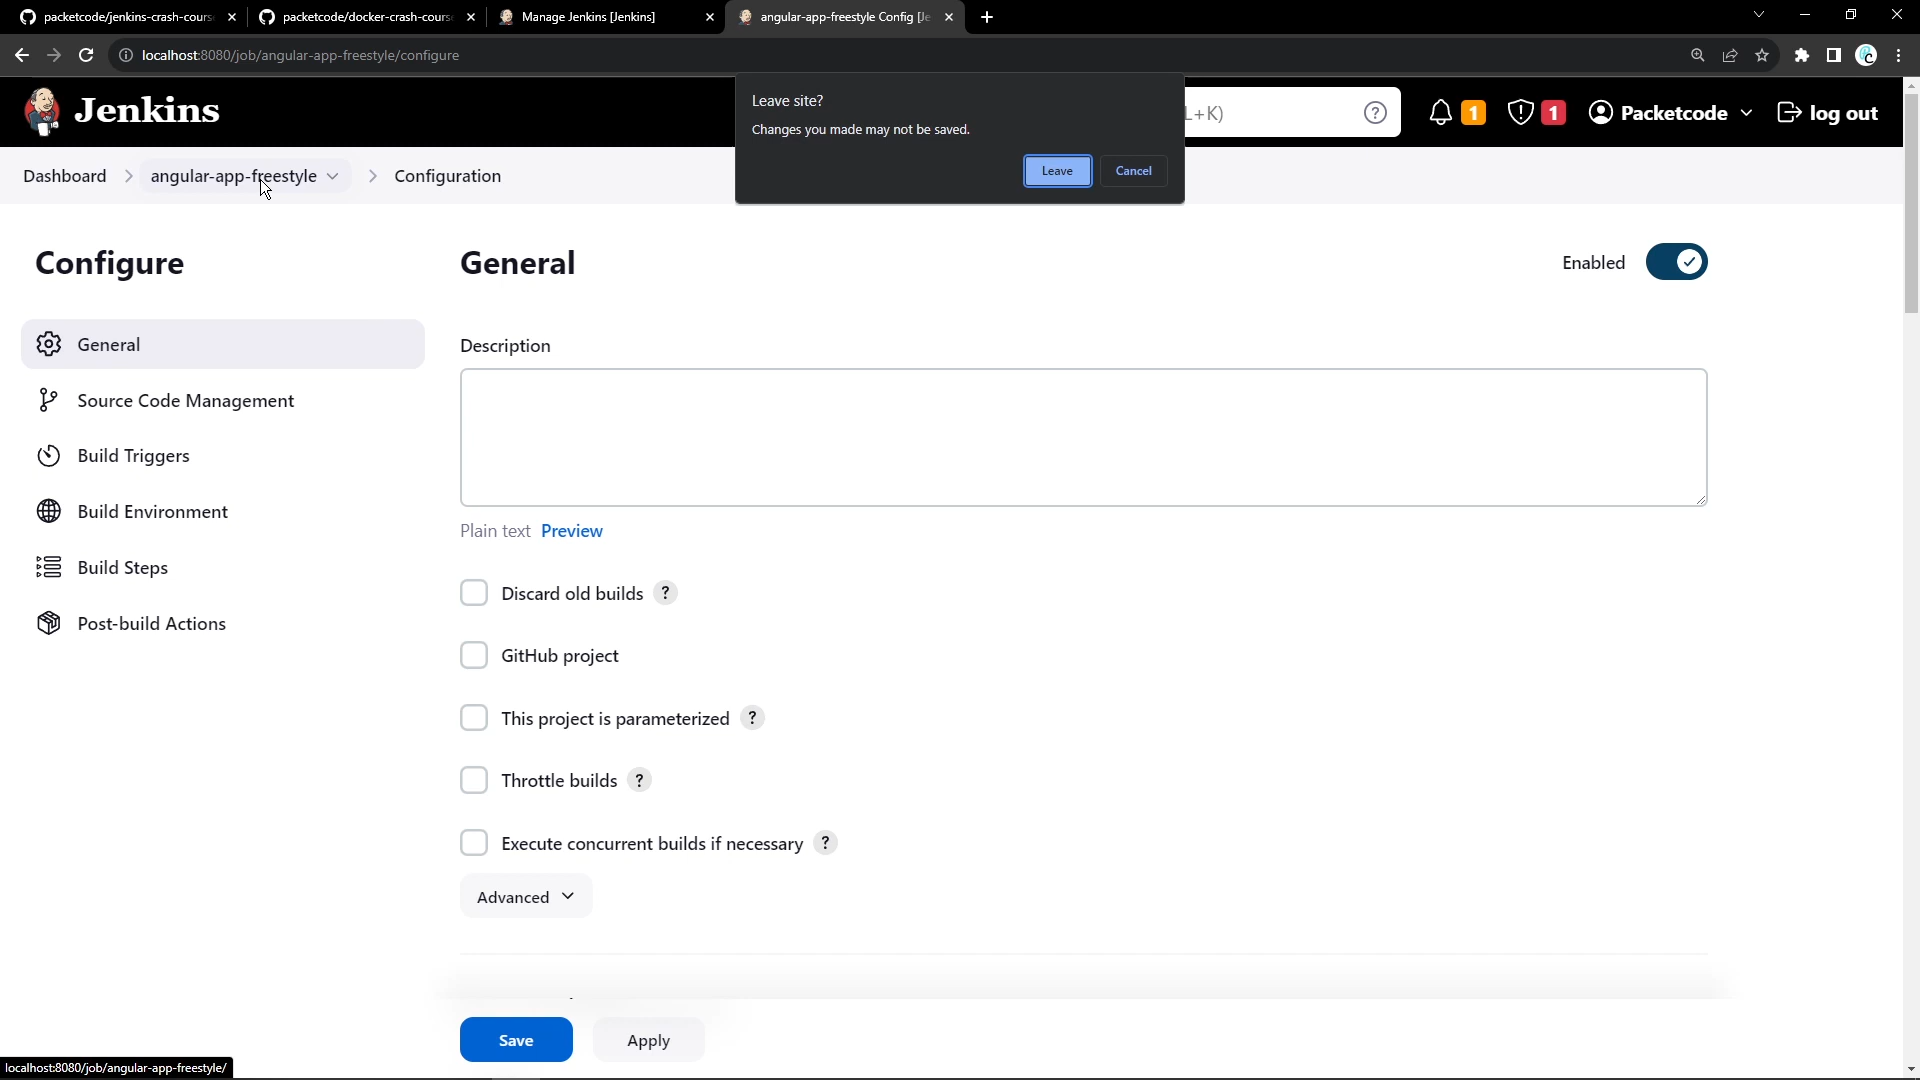 packetcode/jenkins-crash-cours
packetcode/docker-crash-cours
Manage Jenkins [Jenkins]
angular-app-freestyle Config [Je
localhost:8080/job/angular-app-freestyle/configure
Jenkins
L+K)
1
1
Packetcode
log out
Leave site?
Changes you made may not be saved.
Leave
Cancel
Dashboard
angular-app-freestyle
Configuration
Configure
General
Enabled
General
Source Code Management
Build Triggers
Build Environment
Build Steps
Post-build Actions
Description
Plain text Preview
Discard old builds ?
GitHub project
This project is parameterized ?
Throttle builds ?
Execute concurrent builds if necessary ?
Advanced
Save
Apply
localhost:8080/job/angular-app-freestyle/